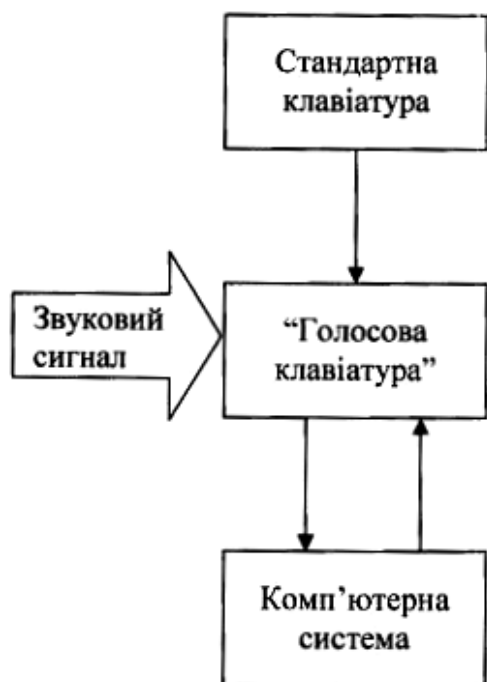 Стандартна
клавіатура
Звуковий
сигнал
“Голосова
клавіатура”
Комп’ютерна
система